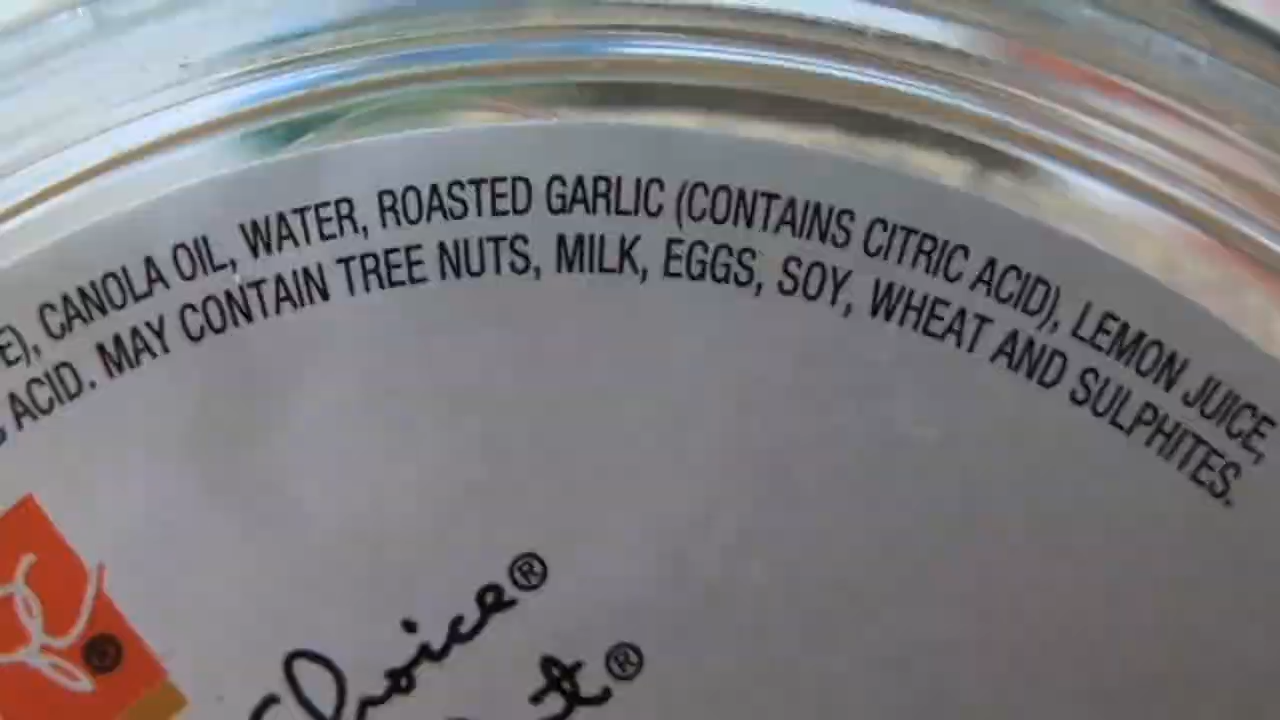 E), CANOLA OIL, WATER, ROASTED GARLIC (CONTAINS CITRIC ACID), LEMON JUICE,
ACID. MAY CONTAIN TREE NUTS, MILK, EGGS, SOY, WHEAT AND SULPHITES.
Choice®
®